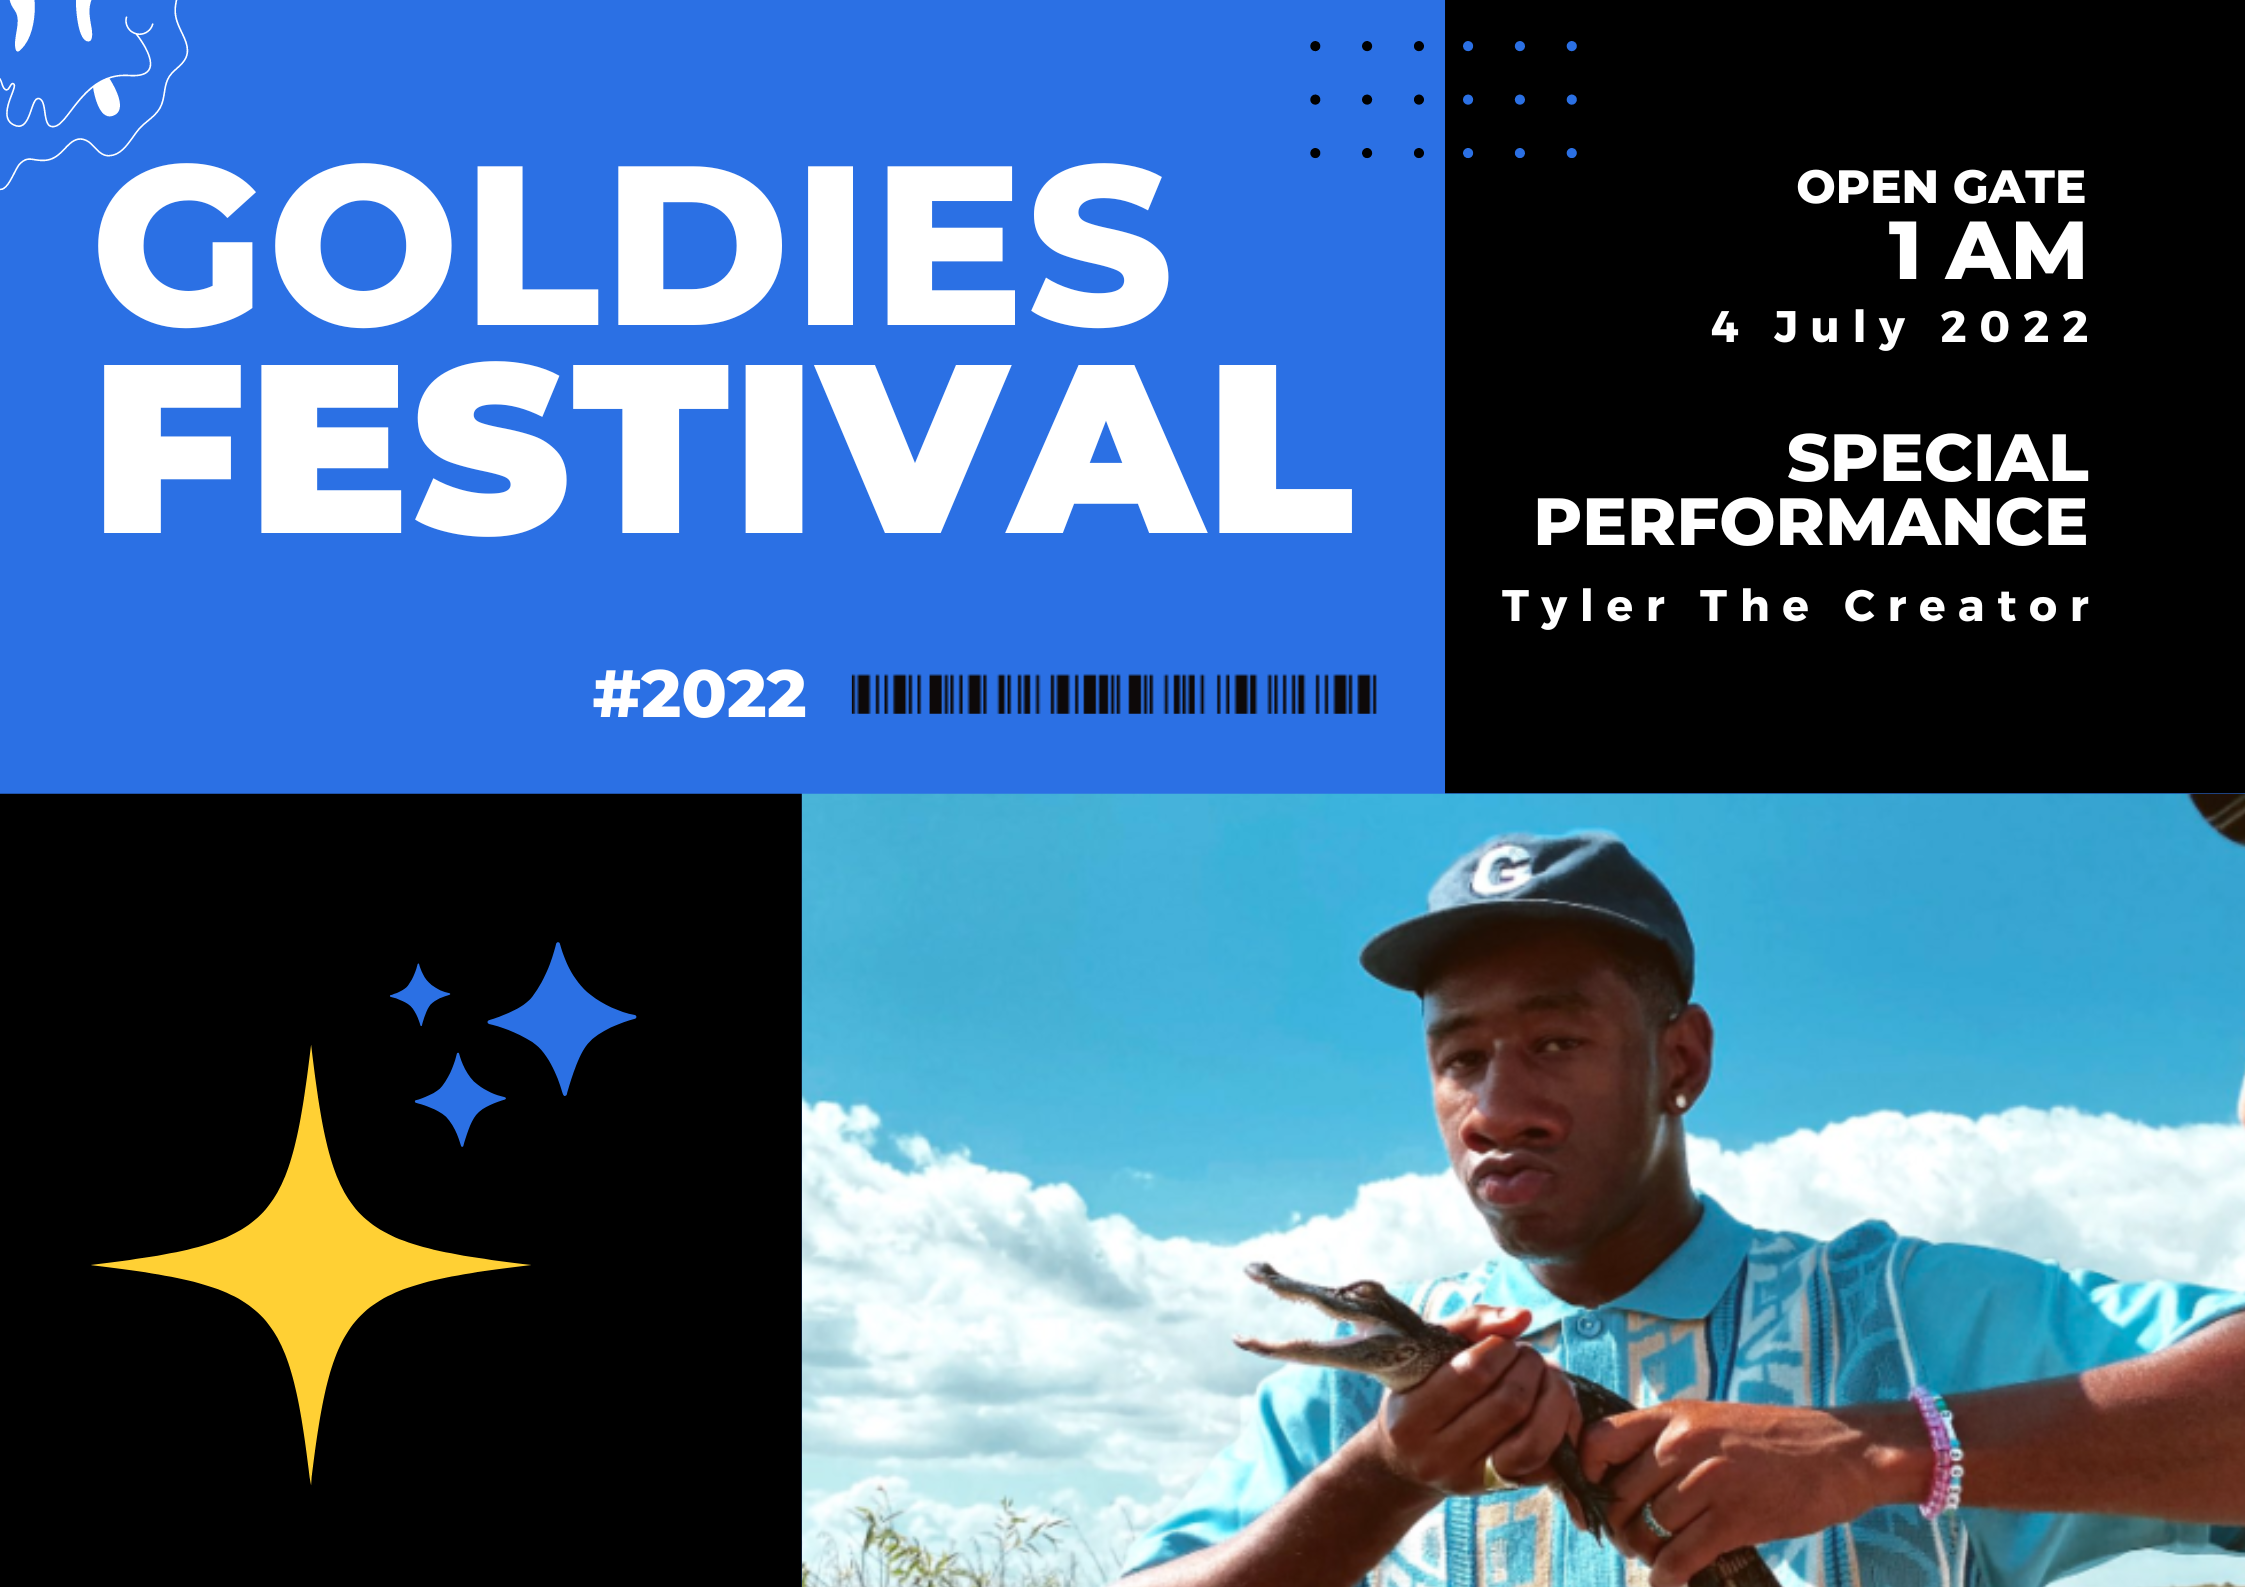 GOLDIES
FESTIVAL
#2022
OPEN GATE
1 AM
4 July 2022
SPECIAL
PERFORMANCE
Tyler The Creator
G